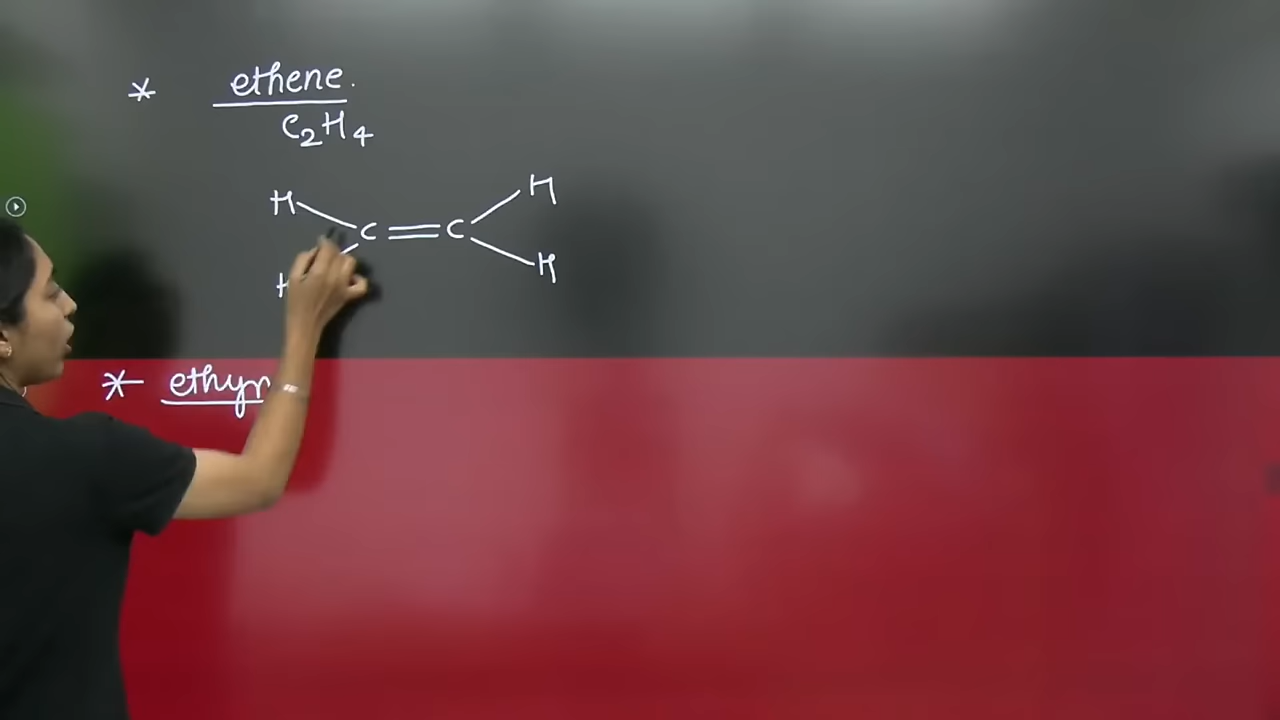 * ethene.
C₂H₄
H H
C = C
H H
* ethyn